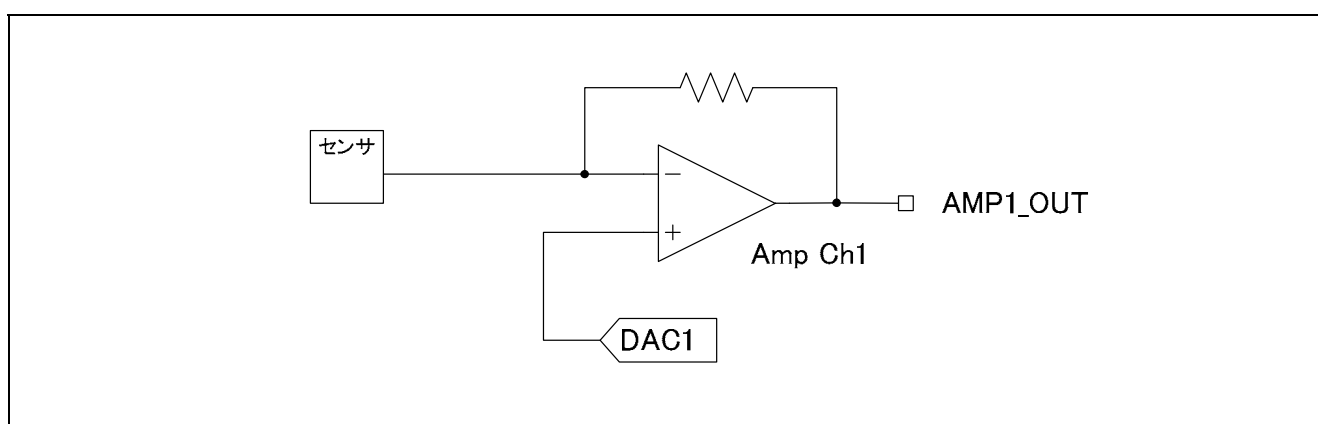 センサ
−
+
AMP1_OUT
Amp Ch1
DAC1